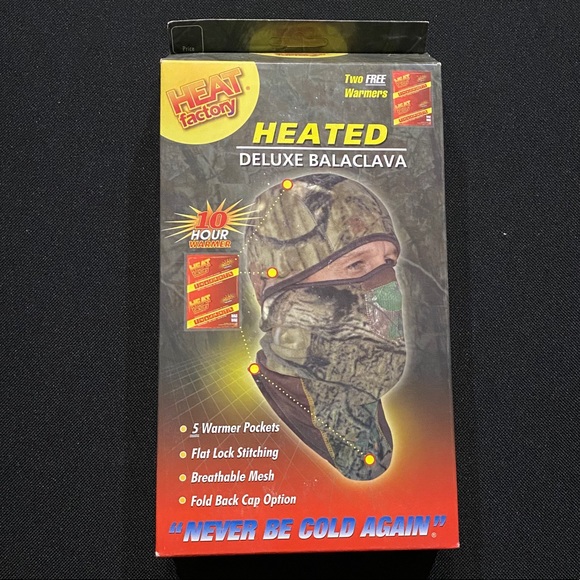 Price
HEAT
factory®
Two FREE
Warmers
HEATED
DELUXE BALACLAVA
10
HOUR
WARMER
5 Warmer Pockets
Flat Lock Stitching
Breathable Mesh
Fold Back Cap Option
"NEVER BE COLD AGAIN"®